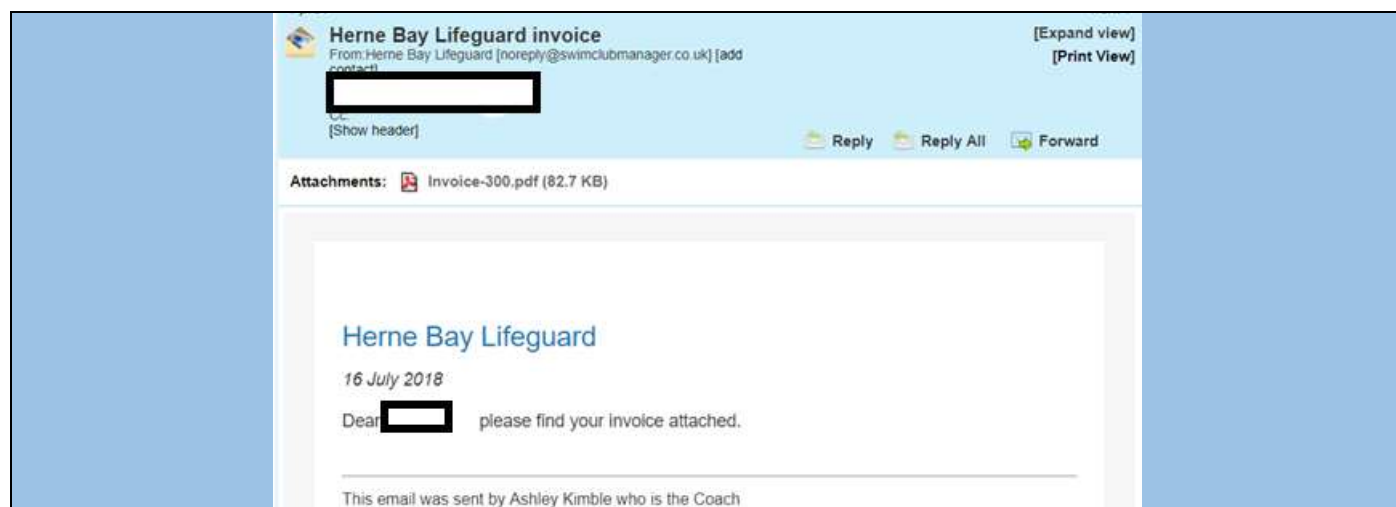 Herne Bay Lifeguard invoice
[Expand view]
From:Herne Bay Lifeguard [noreply@swimclubmanager.co.uk] [add
[Print View]
contact]
Cc:
[Show header]
Reply Reply All Forward
Attachments: Invoice-300.pdf (82.7 KB)
Herne Bay Lifeguard
16 July 2018
Dear please find your invoice attached.
This email was sent by Ashley Kimble who is the Coach